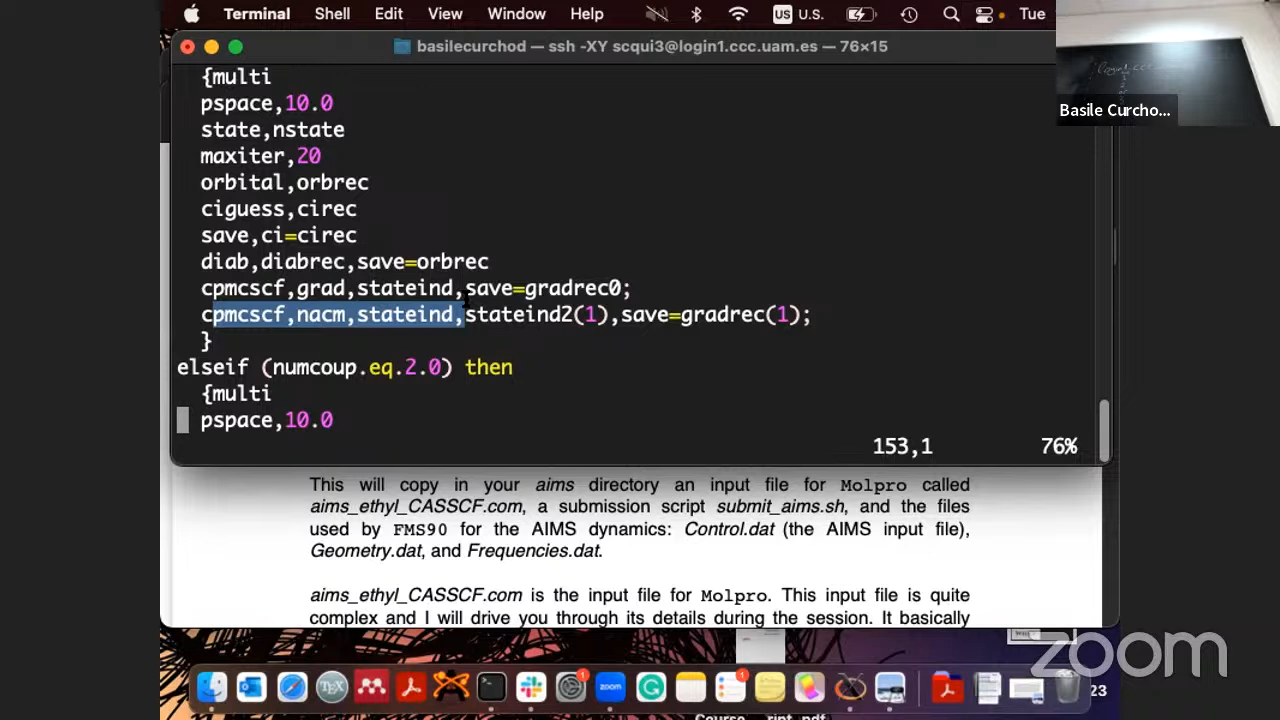 Terminal Shell Edit View Window Help US U.S. Tue
basilecurchod — ssh -XY scqui3@login1.ccc.uam.es — 76×15
{multi
pspace,10.0
state,nstate
maxiter,20
orbital,orbrec
ciguess,cirec
save,ci=cirec
diab,diabrec,save=orbrec
cpmcscf,grad,stateind,save=gradrec0;
cpmcscf,nacm,stateind,stateind2(1),save=gradrec(1);
}
elseif (numcoup.eq.2.0) then
{multi
pspace,10.0
153,1 76%
Basile Curcho...
This will copy in your aims directory an input file for Molpro called
aims_ethyl_CASSCF.com, a submission script submit_aims.sh, and the files
used by FMS90 for the AIMS dynamics: Control.dat (the AIMS input file),
Geometry.dat, and Frequencies.dat.
aims_ethyl_CASSCF.com is the input file for Molpro. This input file is quite
complex and I will drive you through its details during the session. It basically
zoom
23